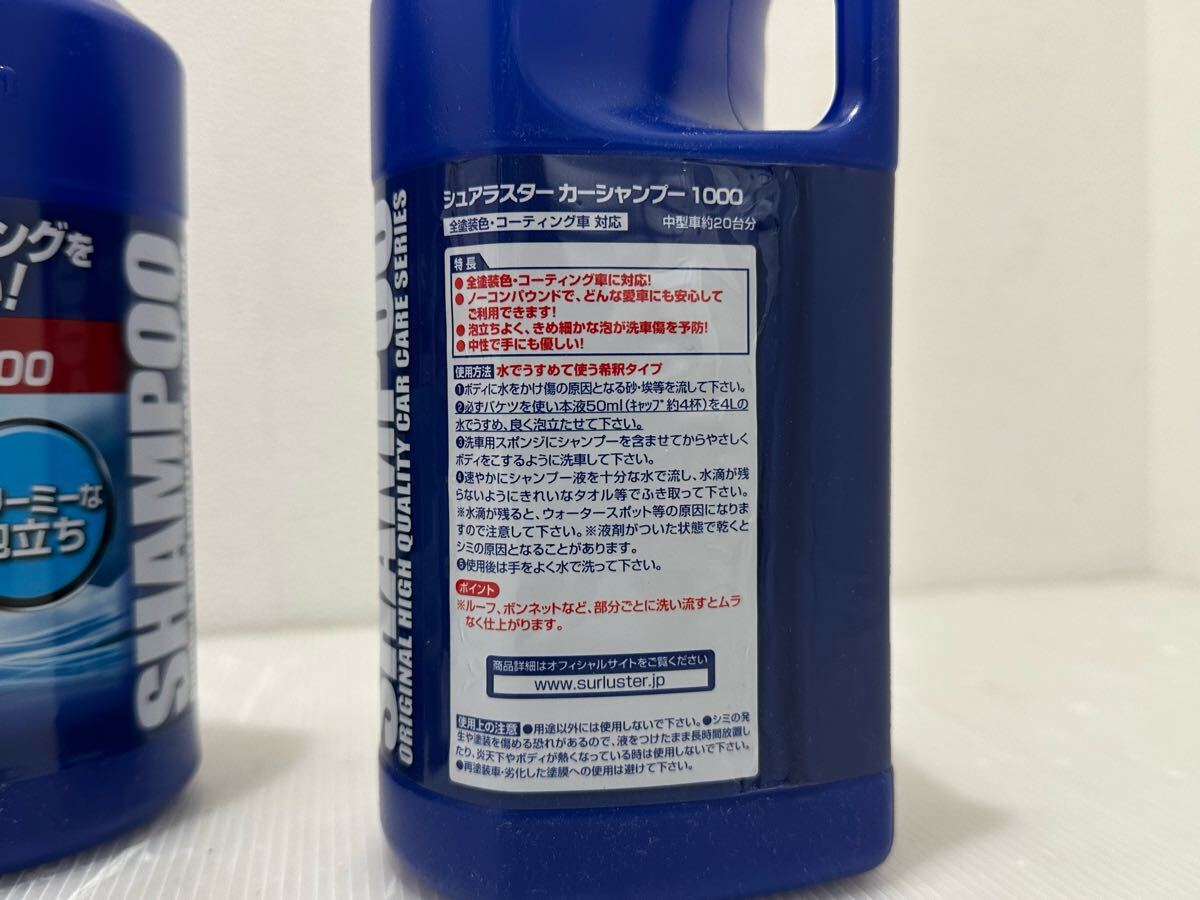 ングを
い!
00
リーミーな
泡立ち
SHAMPOO
SHAMPOO
ORIGINAL HIGH QUALITY CAR CARE SERIES
シュアラスター カーシャンプー 1000
全塗装色・コーティング車 対応
中型車約20台分
特長
●全塗装色・コーティング車に対応!
●ノーコンパウンドで、どんな愛車にも安心して
ご利用できます!
●泡立ちよく、きめ細かな泡が洗車傷を予防!
●中性で手にも優しい!
使用方法 水でうすめて使う希釈タイプ
❶ボディに水をかけ傷の原因となる砂・埃等を流して下さい。
❷必ずバケツを使い本液50ml(キャップ約4杯)を4Lの
水でうすめ、良く泡立たせて下さい。
❸洗車用スポンジにシャンプーを含ませてからやさしく
ボディをこするように洗車して下さい。
❹速やかにシャンプー液を十分な水で流し、水滴が残
らないようにきれいなタオル等でふき取って下さい。
※水滴が残ると、ウォータースポット等の原因になりま
すので注意して下さい。※液剤がついた状態で乾くと
シミの原因となることがあります。
❺使用後は手をよく水で洗って下さい。
ポイント
※ルーフ、ボンネットなど、部分ごとに洗い流すとムラ
なく仕上がります。
商品詳細はオフィシャルサイトをご覧ください
www.surluster.jp
使用上の注意 ●用途以外には使用しないで下さい。●シミの発
生や塗装を傷める恐れがあるので、液をつけたまま長時間放置し
たり、炎天下やボディが熱くなっている時は使用しないで下さい。
●再塗装車・劣化した塗膜への使用は避けて下さい。